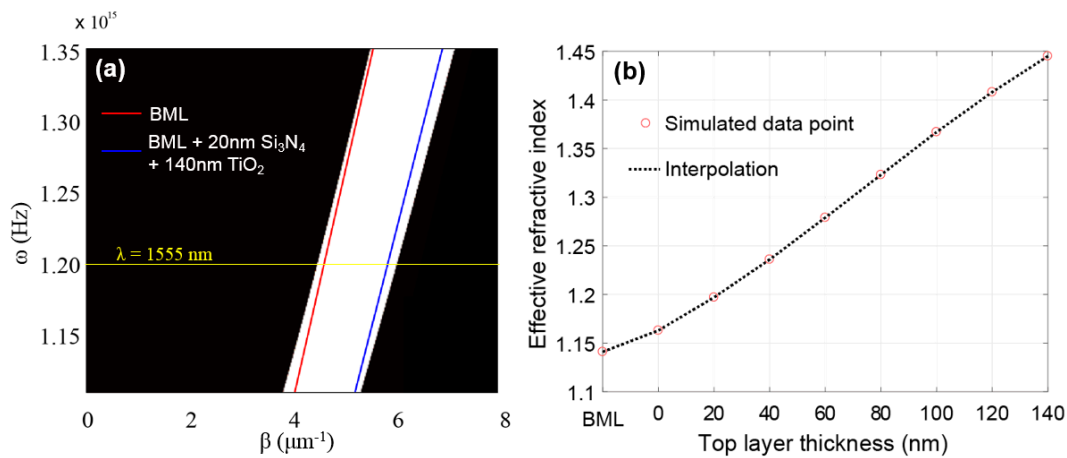 x 10¹⁵
1.35
(a)
BML
1.30
BML + 20nm Si₃N₄
+ 140nm TiO₂
1.25
ω (Hz)
λ = 1555 nm
1.20
1.15
0 2 4 6 8
β (μm⁻¹)
1.45
(b)
1.4
Simulated data point
1.35
Interpolation
1.3
Effective refractive index
1.25
1.2
1.15
1.1
BML 0 20 40 60 80 100 120 140
Top layer thickness (nm)